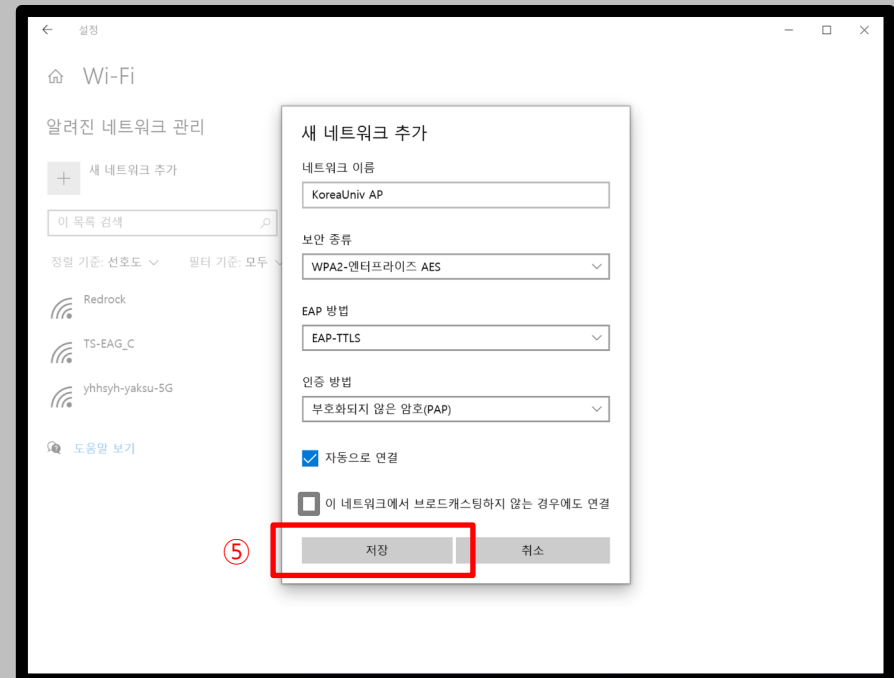 설정
Wi-Fi
알려진 네트워크 관리
새 네트워크 추가
이 목록 검색
정렬 기준: 선호도 필터 기준: 모두
Redrock
TS-EAG_C
yhhsyh-yaksu-5G
도움말 보기
새 네트워크 추가
네트워크 이름
KoreaUniv AP
보안 종류
WPA2-엔터프라이즈 AES
EAP 방법
EAP-TTLS
인증 방법
부호화되지 않은 암호(PAP)
자동으로 연결
이 네트워크에서 브로드캐스팅하지 않는 경우에도 연결
⑤
저장 취소